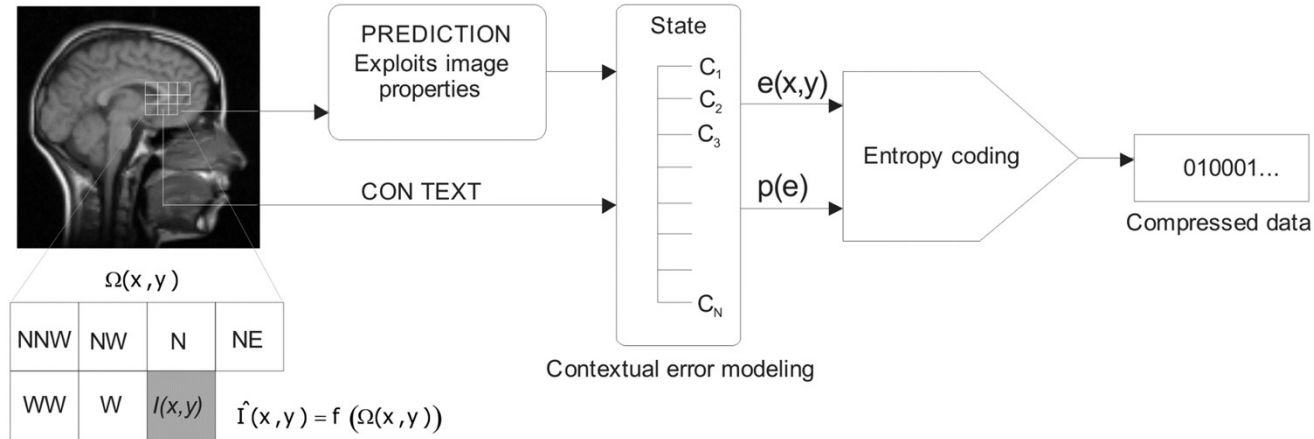 PREDICTION
Exploits image
properties
CON TEXT
State
C₁
C₂
C₃
C_N
Contextual error modeling
e(x,y)
p(e)
Entropy coding
010001...
Compressed data
Ω(x,y)
NNW NW N NE
WW W I(x,y)
Î(x,y) = f (Ω(x,y))